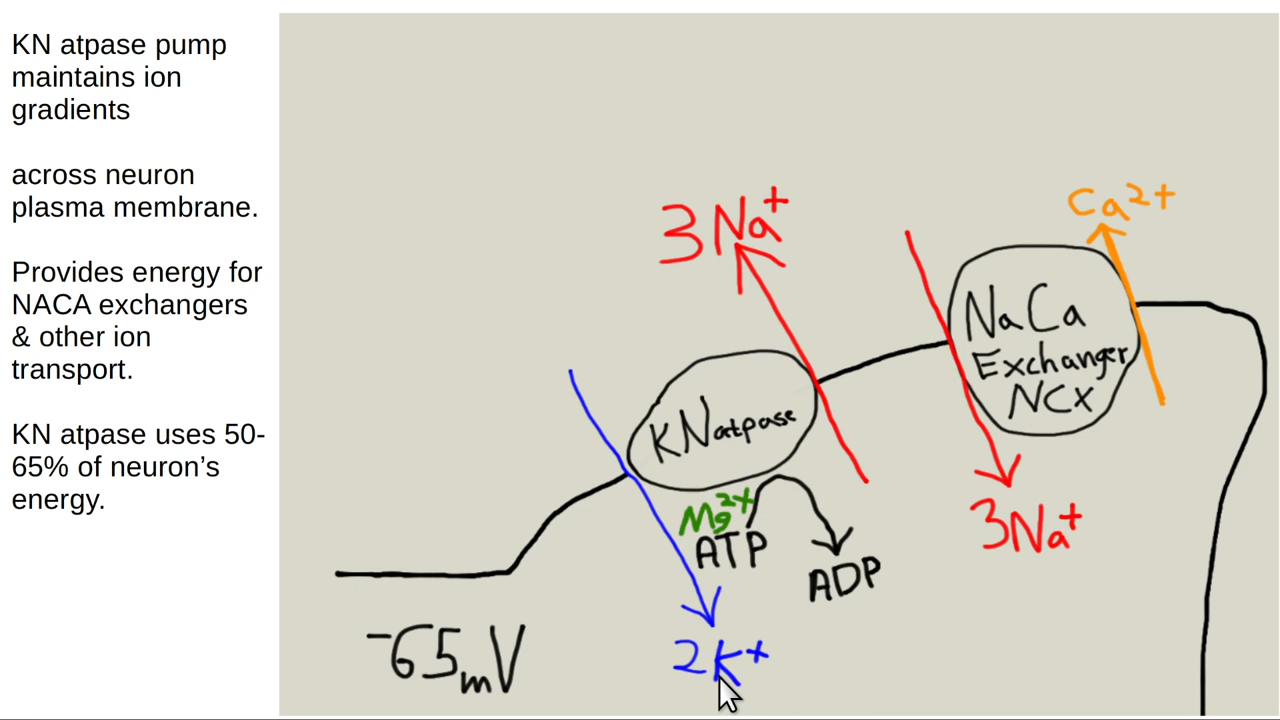 KN atpase pump
maintains ion
gradients
across neuron
plasma membrane.
Provides energy for
NACA exchangers
& other ion
transport.
KN atpase uses 50-
65% of neuron’s
energy.
Ca²⁺
3Na⁺
NaCa
Exchanger
NCX
KNatpase
Mg²⁺
ATP
ADP
3Na⁺
-65mV
2K⁺